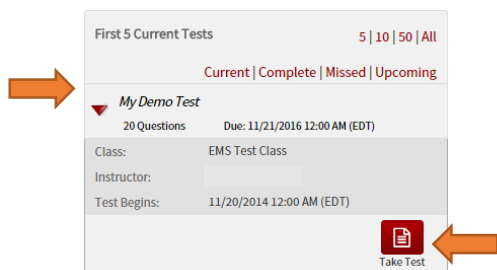 First 5 Current Tests 5 | 10 | 50 | All
Current | Complete | Missed | Upcoming
My Demo Test
20 Questions Due: 11/21/2016 12:00 AM (EDT)
Class: EMS Test Class
Instructor:
Test Begins: 11/20/2014 12:00 AM (EDT)
Take Test